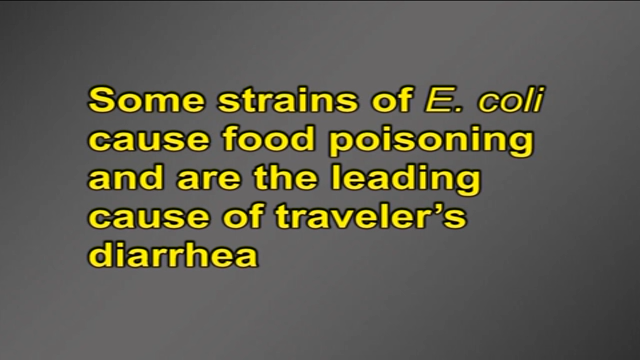 Some strains of E. coli
cause food poisoning
and are the leading
cause of traveler’s
diarrhea